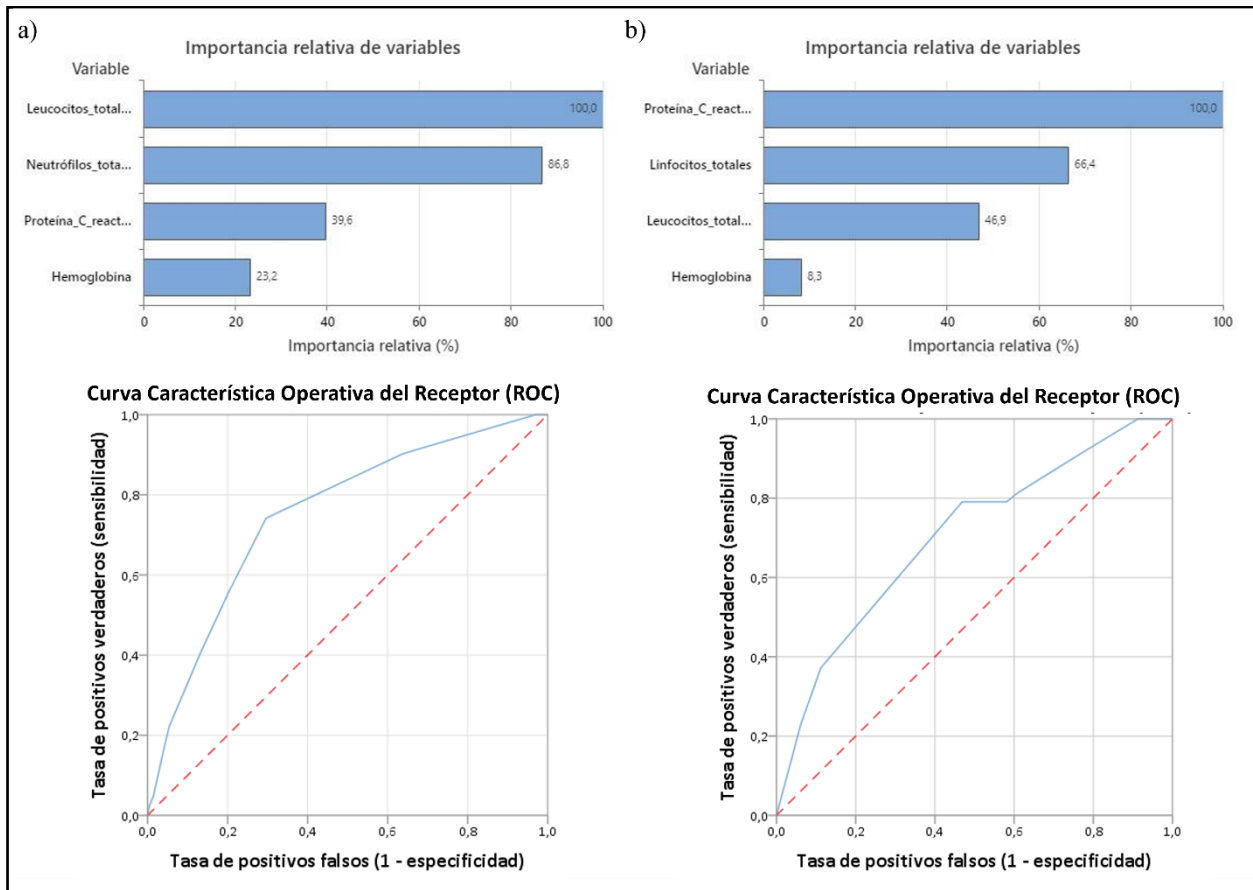 a)
Importancia relativa de variables
Variable
Leucocitos_total...
100,0
Neutrófilos_tota...
86,8
Proteína_C_react...
39,6
Hemoglobina
23,2
0 20 40 60 80 100
Importancia relativa (%)
b)
Importancia relativa de variables
Variable
Proteína_C_react...
100,0
Linfocitos_totales
66,4
Leucocitos_total...
46,9
Hemoglobina
8,3
0 20 40 60 80 100
Importancia relativa (%)
Curva Característica Operativa del Receptor (ROC)
Tasa de positivos verdaderos (sensibilidad)
1,0
0,8
0,6
0,4
0,2
0,0
0,0 0,2 0,4 0,6 0,8 1,0
Tasa de positivos falsos (1 - especificidad)
Curva Característica Operativa del Receptor (ROC)
Tasa de positivos verdaderos (sensibilidad)
1,0
0,8
0,6
0,4
0,2
0,0
0,0 0,2 0,4 0,6 0,8 1,0
Tasa de positivos falsos (1 - especificidad)